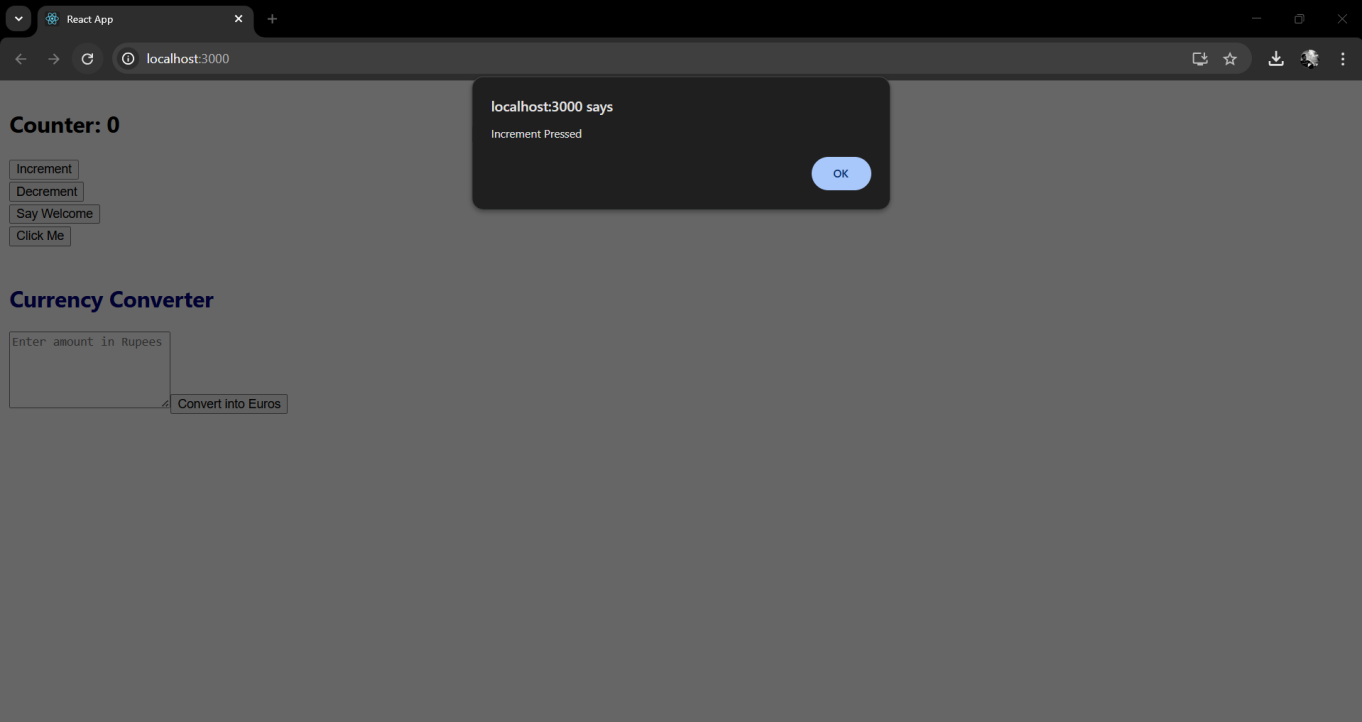 React App
localhost:3000
localhost:3000 says
Increment Pressed
OK
Counter: 0
Increment
Decrement
Say Welcome
Click Me
Currency Converter
Enter amount in Rupees
Convert into Euros